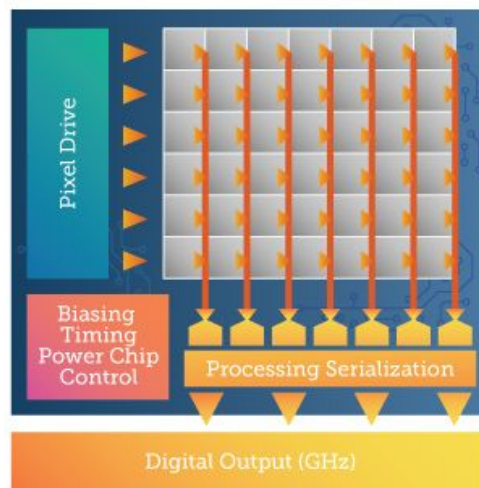 Pixel Drive
Biasing
Timing
Power Chip
Control
Processing Serialization
Digital Output (GHz)